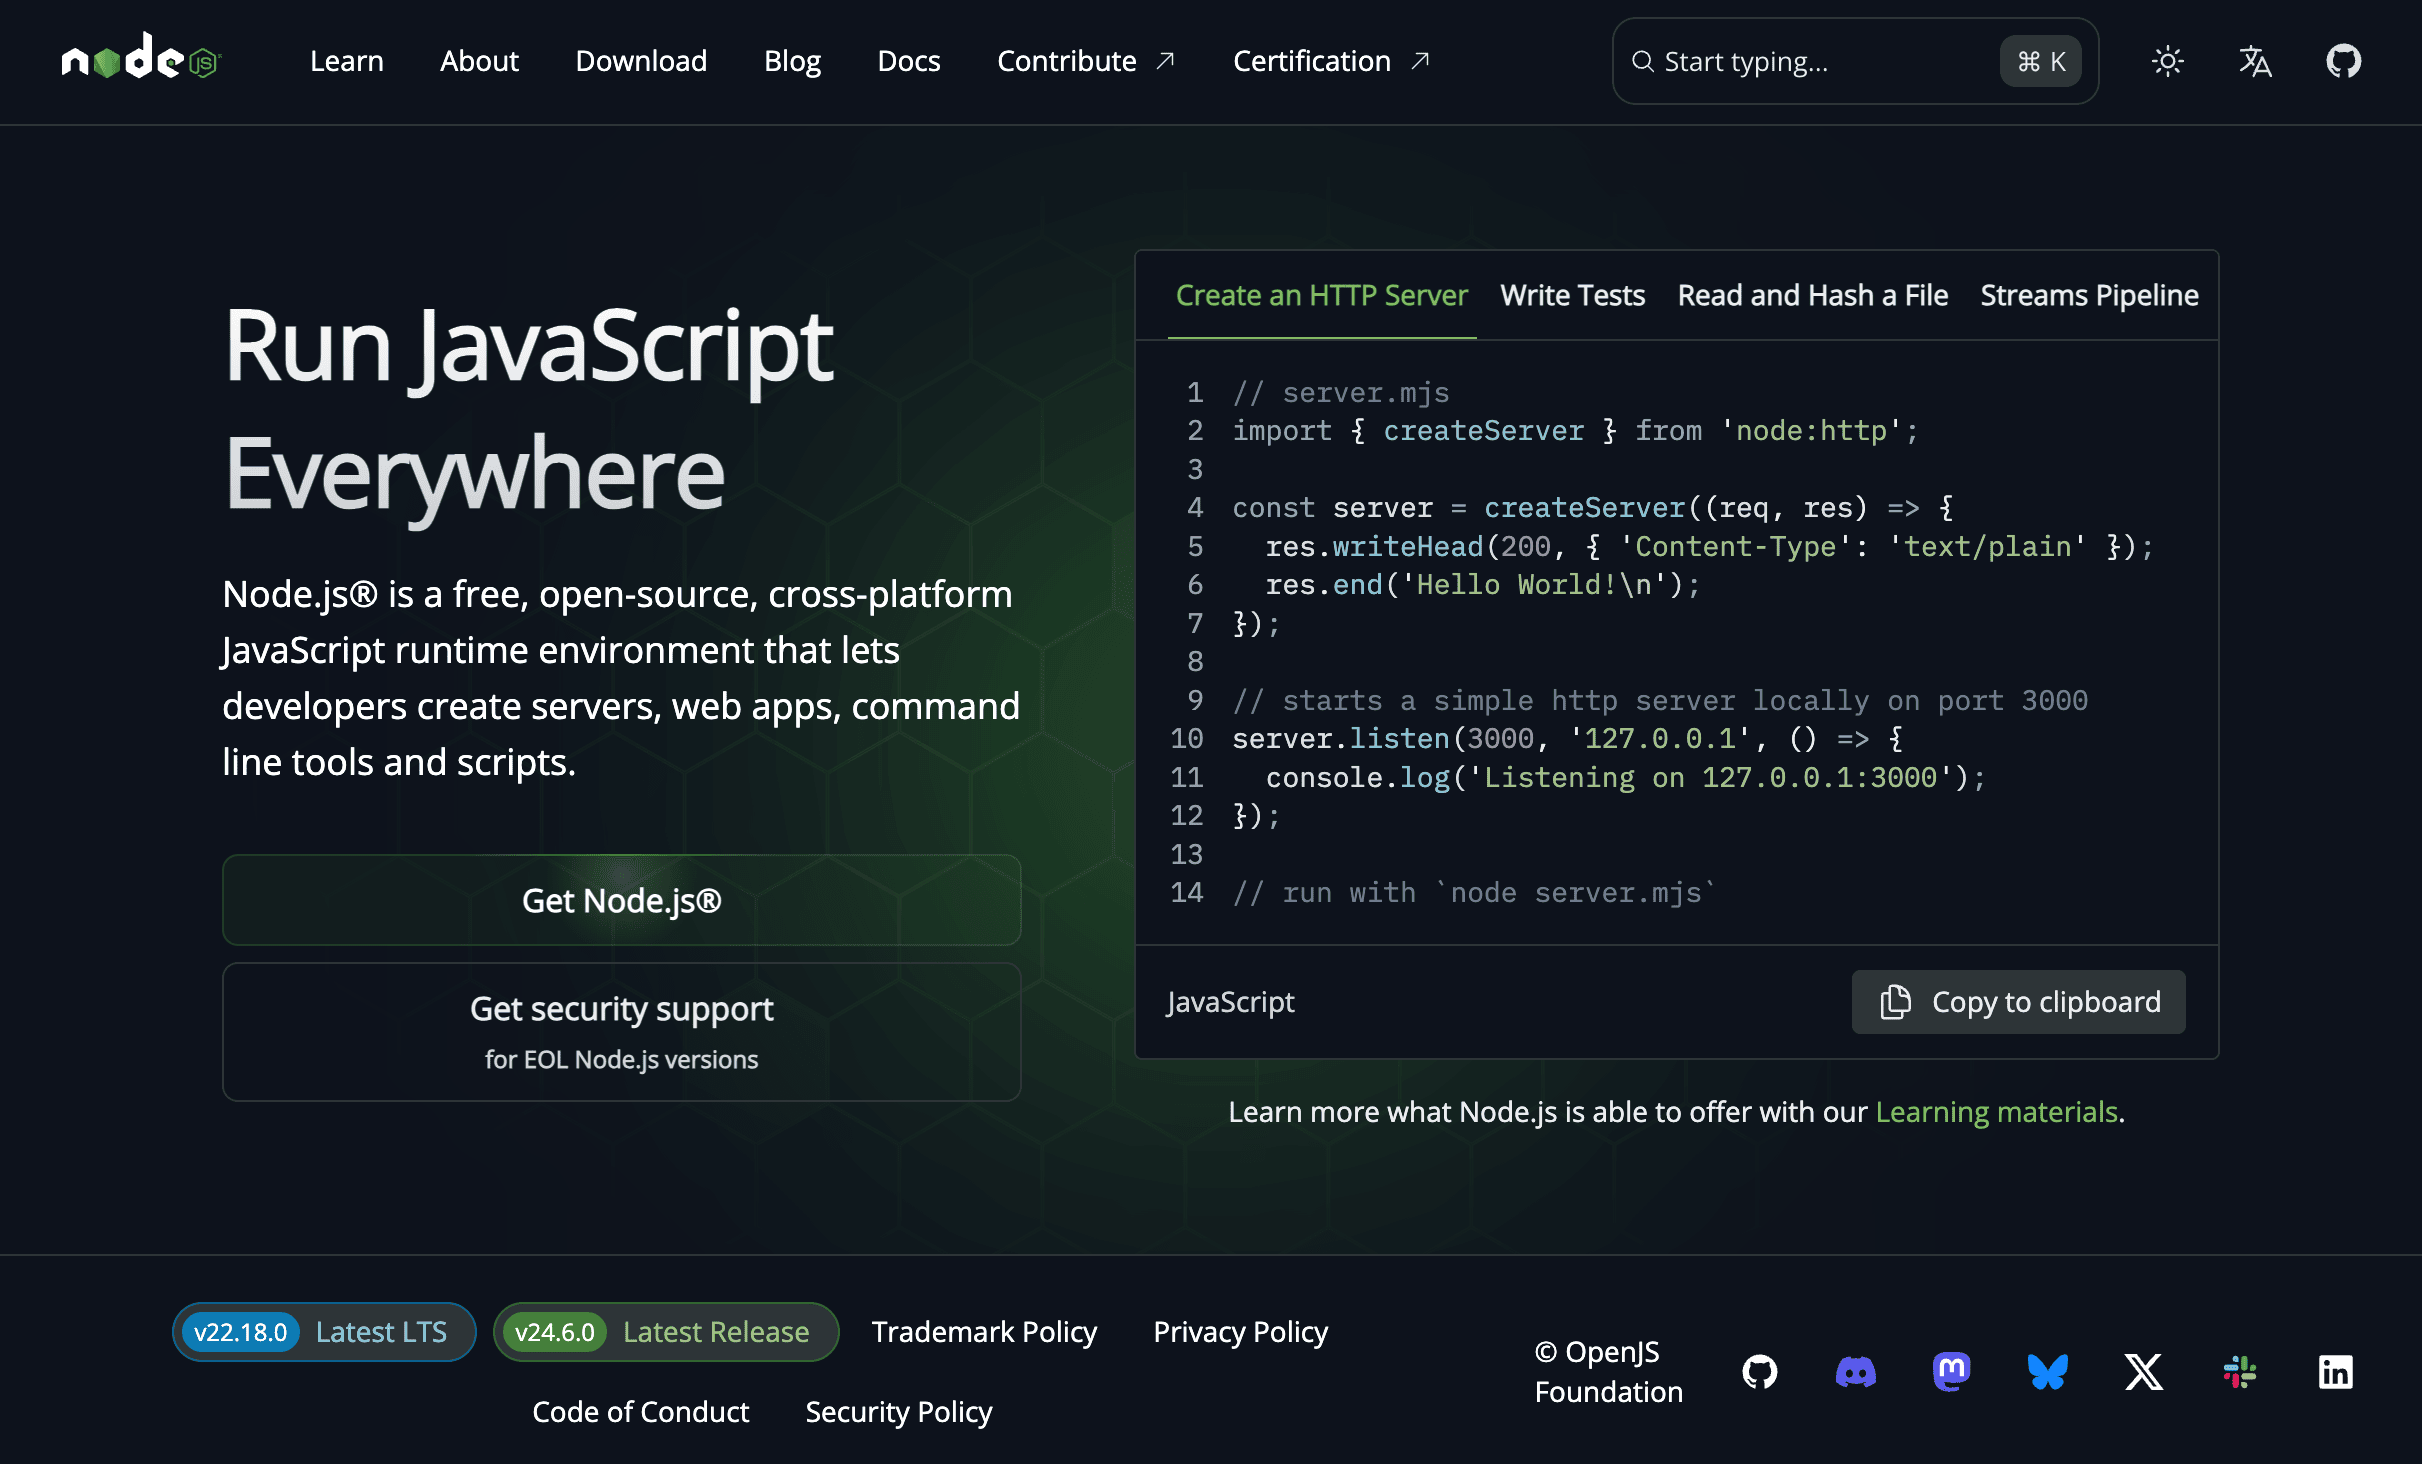 node JS
Learn About Download Blog Docs Contribute ↗ Certification ↗
Start typing... ⌘ K
Run JavaScript
Everywhere
Node.js® is a free, open-source, cross-platform
JavaScript runtime environment that lets
developers create servers, web apps, command
line tools and scripts.
Get Node.js®
Get security support
for EOL Node.js versions
Create an HTTP Server Write Tests Read and Hash a File Streams Pipeline
1 // server.mjs
2 import { createServer } from 'node:http';
3
4 const server = createServer((req, res) => {
5   res.writeHead(200, { 'Content-Type': 'text/plain' });
6   res.end('Hello World!\n');
7 });
8
9 // starts a simple http server locally on port 3000
10 server.listen(3000, '127.0.0.1', () => {
11   console.log('Listening on 127.0.0.1:3000');
12 });
13
14 // run with `node server.mjs`
JavaScript
Copy to clipboard
Learn more what Node.js is able to offer with our Learning materials.
v22.18.0 Latest LTS v24.6.0 Latest Release Trademark Policy Privacy Policy
Code of Conduct Security Policy
© OpenJS
Foundation